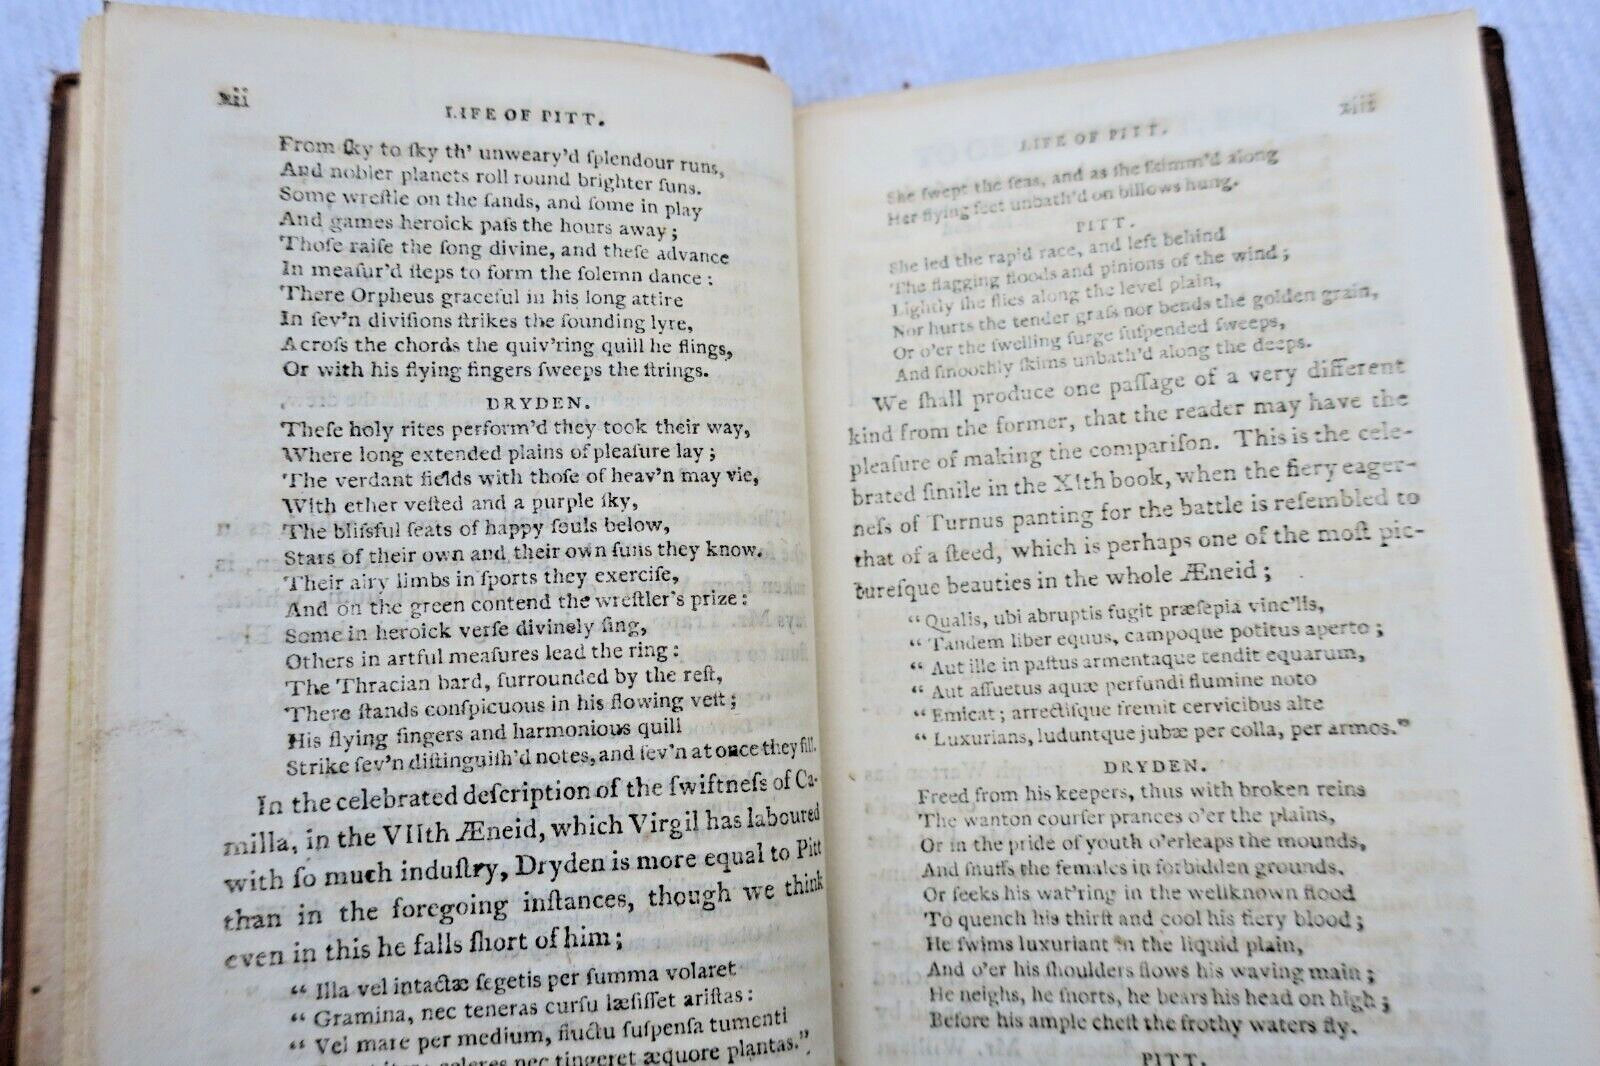 xii
LIFE OF PITT.
From ſky to ſky th' unweary'd ſplendour runs,
And nobler planets roll round brighter ſuns.
Some wreſtle on the ſands, and ſome in play
And games heroick paſs the hours away;
Thoſe raiſe the ſong divine, and theſe advance
In meaſur'd ſteps to form the ſolemn dance:
There Orpheus graceful in his long attire
In ſev'n diviſions ſtrikes the ſounding lyre,
Acroſs the chords the quiv'ring quill he flings,
Or with his flying fingers ſweeps the ſtrings.
DRYDEN.
Theſe holy rites perform'd they took their way,
Where long extended plains of pleaſure lay;
The verdant fields with thoſe of heav'n may vie,
With ether veſted and a purple ſky,
The bliſsful ſeats of happy ſouls below,
Stars of their own and their own ſuns they know.
Their airy limbs in ſports they exerciſe,
And on the green contend the wreſtler's prize:
Some in heroick verſe divinely ſing,
Others in artful meaſures lead the ring:
The Thracian bard, ſurrounded by the reſt,
There ſtands conſpicuous in his flowing veſt;
His flying fingers and harmonious quill
Strike ſev'n diſtinguiſh'd notes, and ſev'n at once they fill.
In the celebrated deſcription of the ſwiftneſs of Ca-
milla, in the VIIth Æneid, which Virgil has laboured
with ſo much induſtry, Dryden is more equal to Pitt
than in the foregoing inſtances, though we think
even in this he falls ſhort of him;
“ Illa vel intactæ ſegetis per ſumma volaret
“ Gramina, nec teneras curſu læſiſſet ariſtas:
“ Vel mare per medium, fluctu ſuſpenſa tumenti
nec tingeret æquore plantas.”
xiii
LIFE OF PITT.
She ſwept the ſeas, and as ſhe ſkimm'd along
Her flying feet unbath'd on billows hung.
PITT.
She led the rapid race, and left behind
The flagging floods and pinions of the wind;
Lightly ſhe flies along the level plain,
Nor hurts the tender graſs nor bends the golden grain,
Or o'er the ſwelling ſurge ſuſpended ſweeps,
And ſmoothly ſkims unbath'd along the deeps.
We ſhall produce one paſſage of a very different
kind from the former, that the reader may have the
pleaſure of making the compariſon. This is the cele-
brated ſimile in the XIth book, when the fiery eager-
neſs of Turnus panting for the battle is reſembled to
that of a ſteed, which is perhaps one of the moſt pic-
tureſque beauties in the whole Æneid;
“ Qualis, ubi abruptis fugit præſepia vinc'lis,
“ Tandem liber equus, campoque potitus aperto;
“ Aut ille in paſtus armentaque tendit equarum,
“ Aut aſſuetus aquæ perfundi flumine noto
“ Emicat; arrectiſque fremit cervicibus alte
“ Luxurians, luduntque jubæ per colla, per armos.”
DRYDEN.
Freed from his keepers, thus with broken reins
The wanton courſer prances o'er the plains,
Or in the pride of youth o'erleaps the mounds,
And ſnuffs the females in forbidden grounds.
Or ſeeks his wat'ring in the wellknown flood
To quench his thirſt and cool his fiery blood;
He ſwims luxuriant in the liquid plain,
And o'er his ſhoulders flows his waving main;
He neighs, he ſnorts, he bears his head on high;
Before his ample cheſt the frothy waters fly.
PITT.